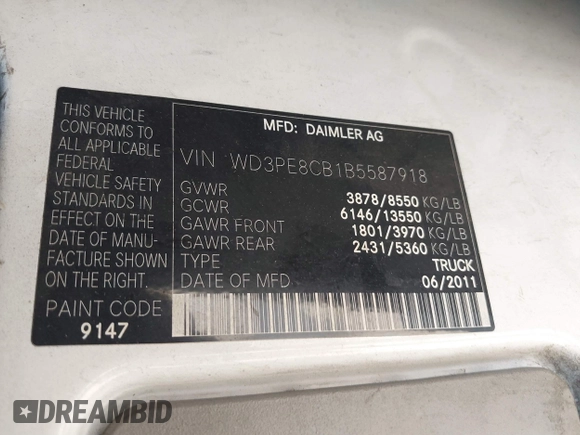 THIS VEHICLE
CONFORMS TO
ALL APPLICABLE
FEDERAL
VEHICLE SAFETY
STANDARDS IN
EFFECT ON THE
DATE OF MANU-
FACTURE SHOWN
ON THE RIGHT.
PAINT CODE
9147
MFD: DAIMLER AG
VIN WD3PE8CB1B5587918
GVWR 3878/8550 KG/LB
GCWR 6146/13550 KG/LB
GAWR FRONT 1801/3970 KG/LB
GAWR REAR 2431/5360 KG/LB
TYPE TRUCK
DATE OF MFD 06/2011
DREAMBID